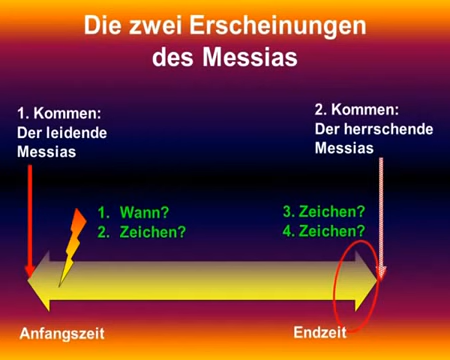 Die zwei Erscheinungen
des Messias
1. Kommen:
Der leidende
Messias
2. Kommen:
Der herrschende
Messias
1. Wann?
2. Zeichen?
3. Zeichen?
4. Zeichen?
Anfangszeit
Endzeit